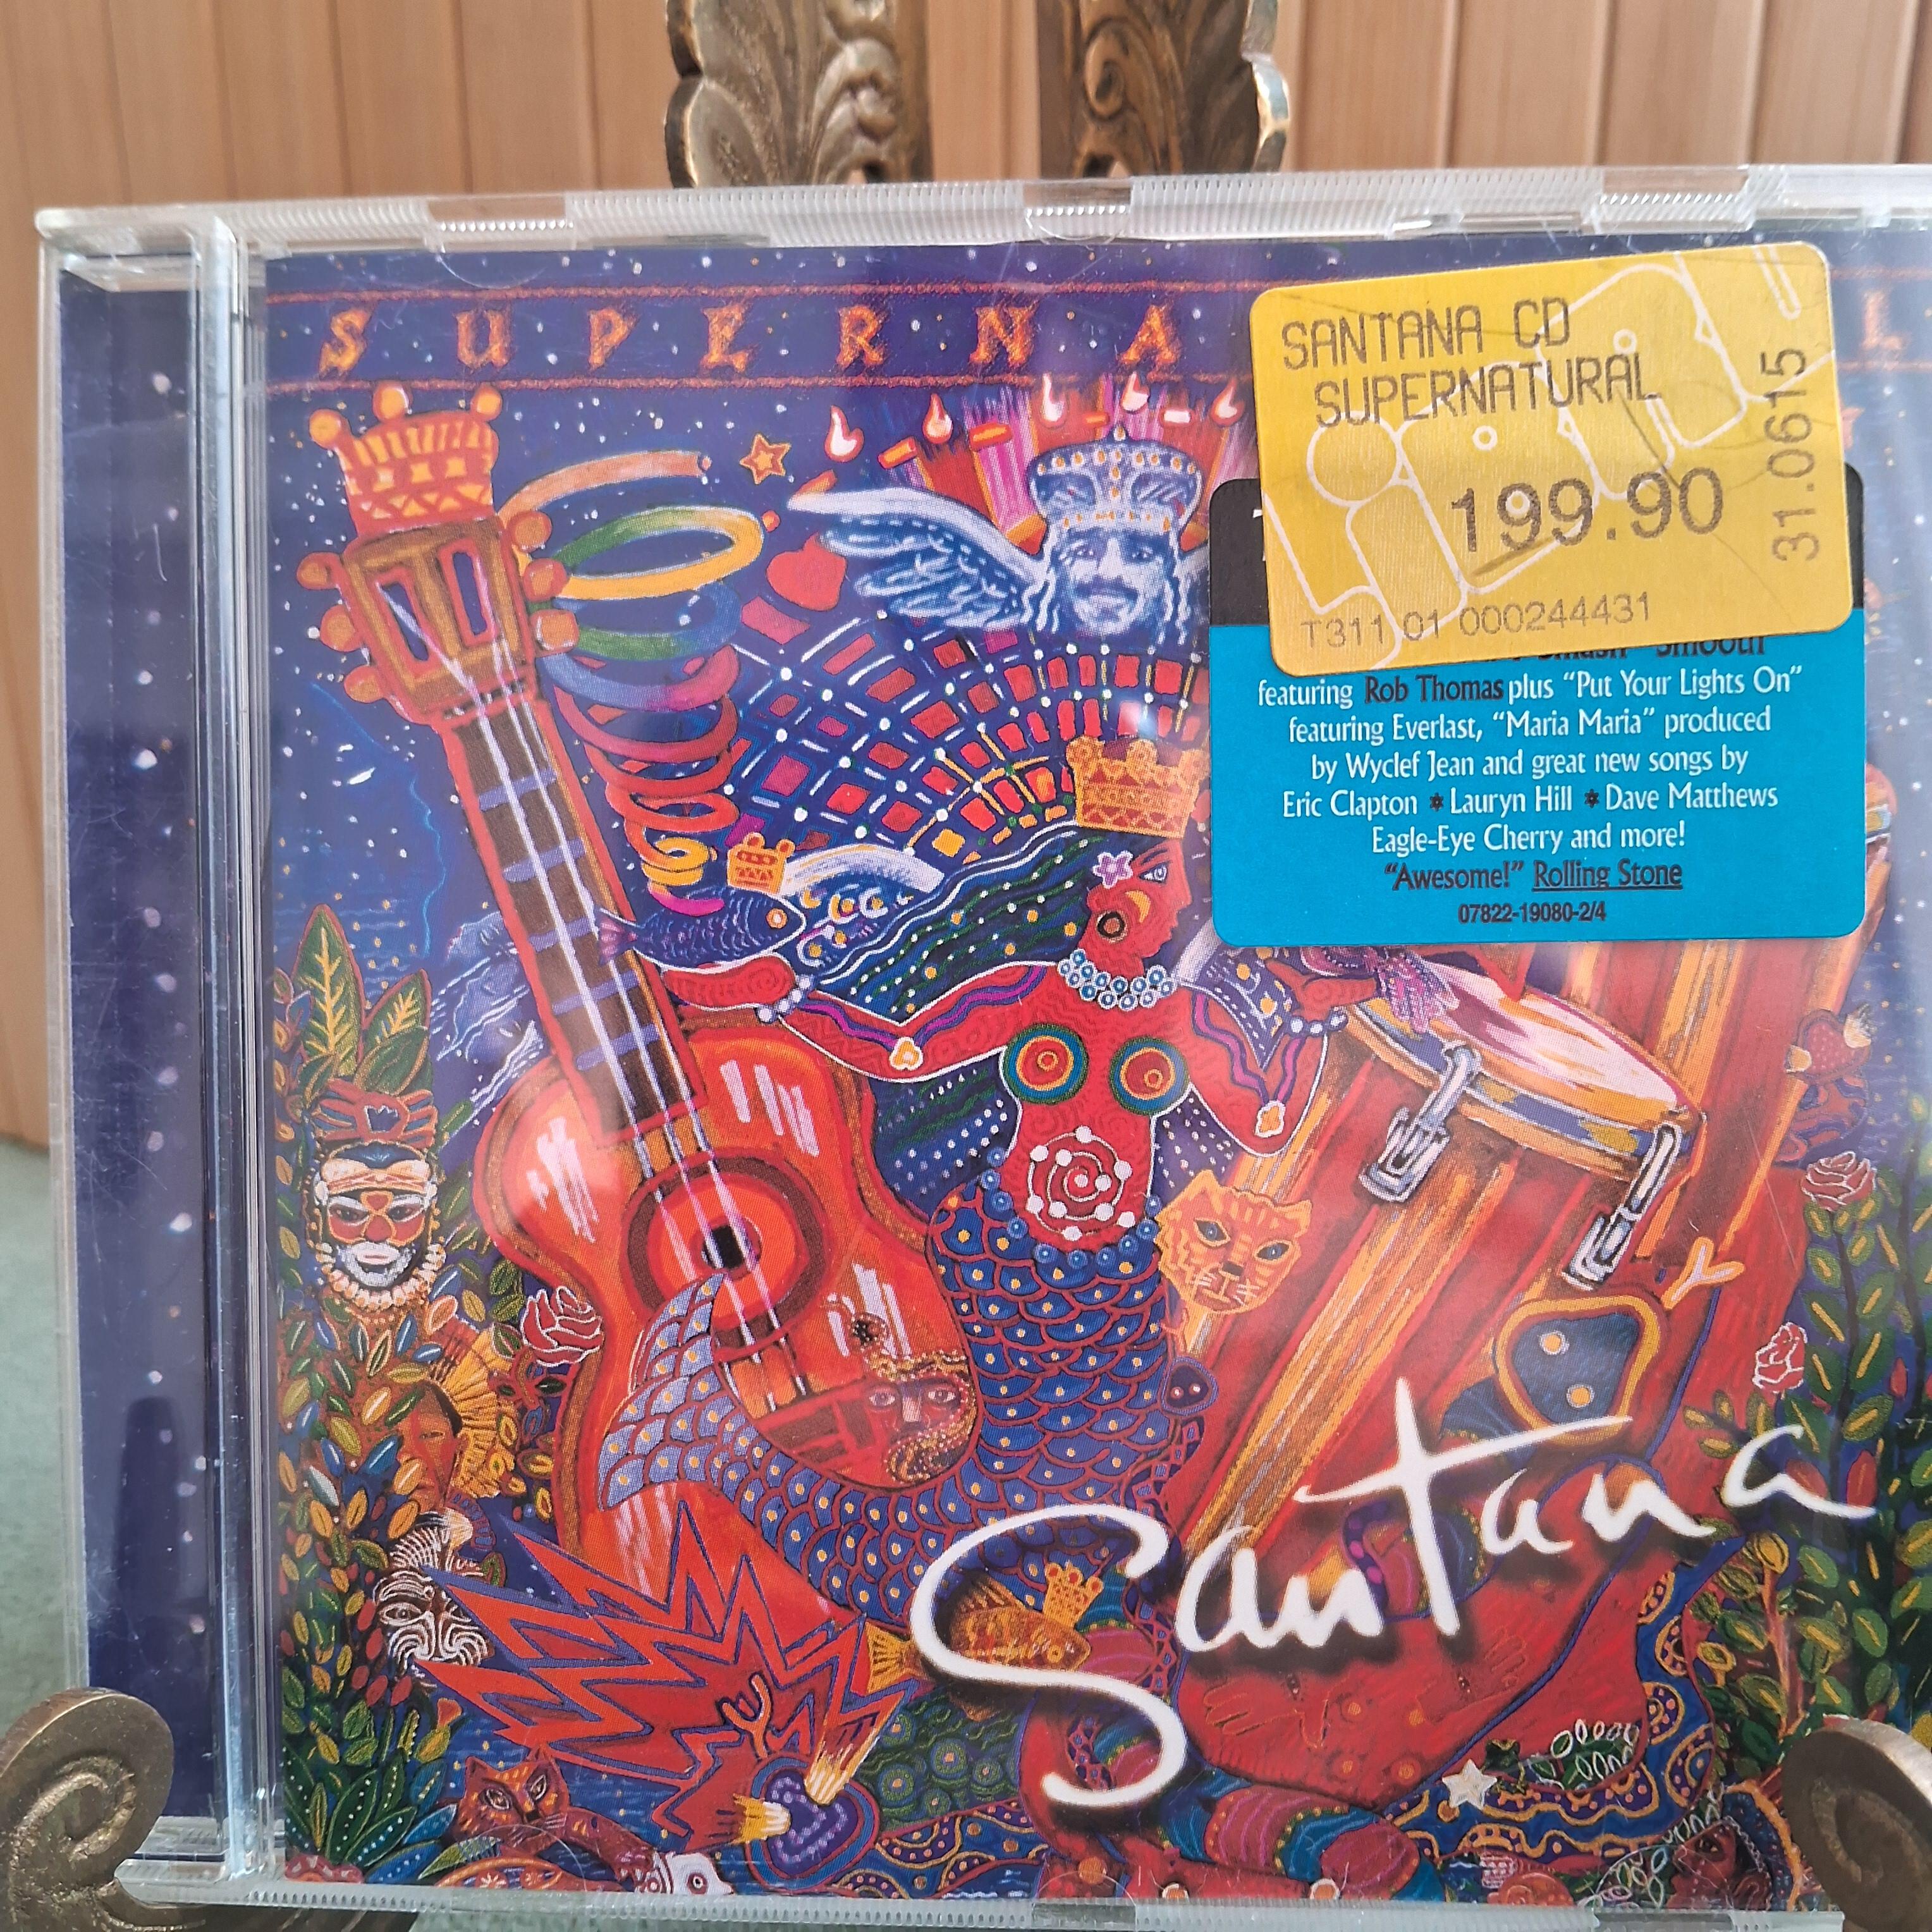 SUPERNA L
SANTANA CD
SUPERNATURAL
199.90
31.0615
T311 01 000244431
Smash "Smooth"
featuring Rob Thomas plus "Put Your Lights On"
featuring Everlast, "Maria Maria" produced
by Wyclef Jean and great new songs by
Eric Clapton * Lauryn Hill * Dave Matthews
Eagle-Eye Cherry and more!
"Awesome!" Rolling Stone
07822-19080-2/4
Santana